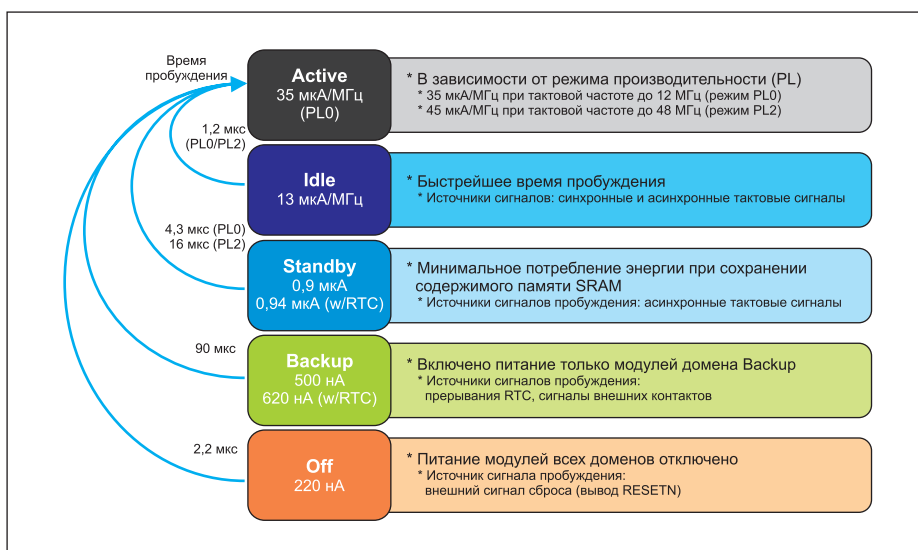 Время
пробуждения
Active
35 мкА/МГц
(PL0)
* В зависимости от режима производительности (PL)
* 35 мкА/МГц при тактовой частоте до 12 МГц (режим PL0)
* 45 мкА/МГц при тактовой частоте до 48 МГц (режим PL2)
1,2 мкс
(PL0/PL2)
Idle
13 мкА/МГц
* Быстрейшее время пробуждения
* Источники сигналов: синхронные и асинхронные тактовые сигналы
4,3 мкс (PL0)
16 мкс (PL2)
Standby
0,9 мкА
0,94 мкА (w/RTC)
* Минимальное потребление энергии при сохранении
содержимого памяти SRAM
* Источники сигналов пробуждения: асинхронные тактовые сигналы
90 мкс
Backup
500 нА
620 нА (w/RTC)
* Включено питание только модулей домена Backup
* Источники сигналов пробуждения:
прерывания RTC, сигналы внешних контактов
2,2 мкс
Off
220 нА
* Питание модулей всех доменов отключено
* Источник сигнала пробуждения:
внешний сигнал сброса (вывод RESETN)